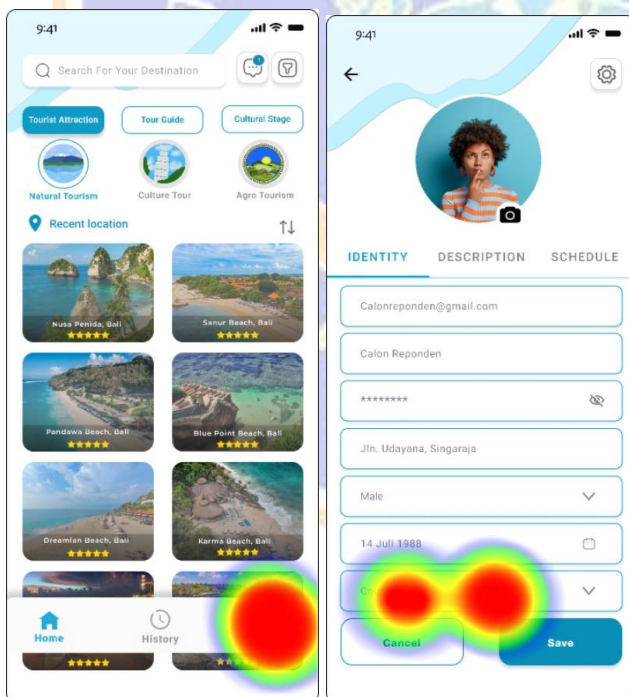 9:41
Search For Your Destination
1
Tourist Attraction
Tour Guide
Cultural Stage
Natural Tourism
Culture Tour
Agro Tourism
Recent location
Nusa Penida, Bali
Sanur Beach, Bali
Pandawa Beach, Bali
Blue Point Beach, Bali
Dreamlan Beach, Bali
Karma Beach, Bali
Home
History
9:41
IDENTITY
DESCRIPTION
SCHEDULE
Calonreponden@gmail.com
Calon Reponden
********
Jln. Udayana, Singaraja
Male
14 Juli 1988
Cancel
Save